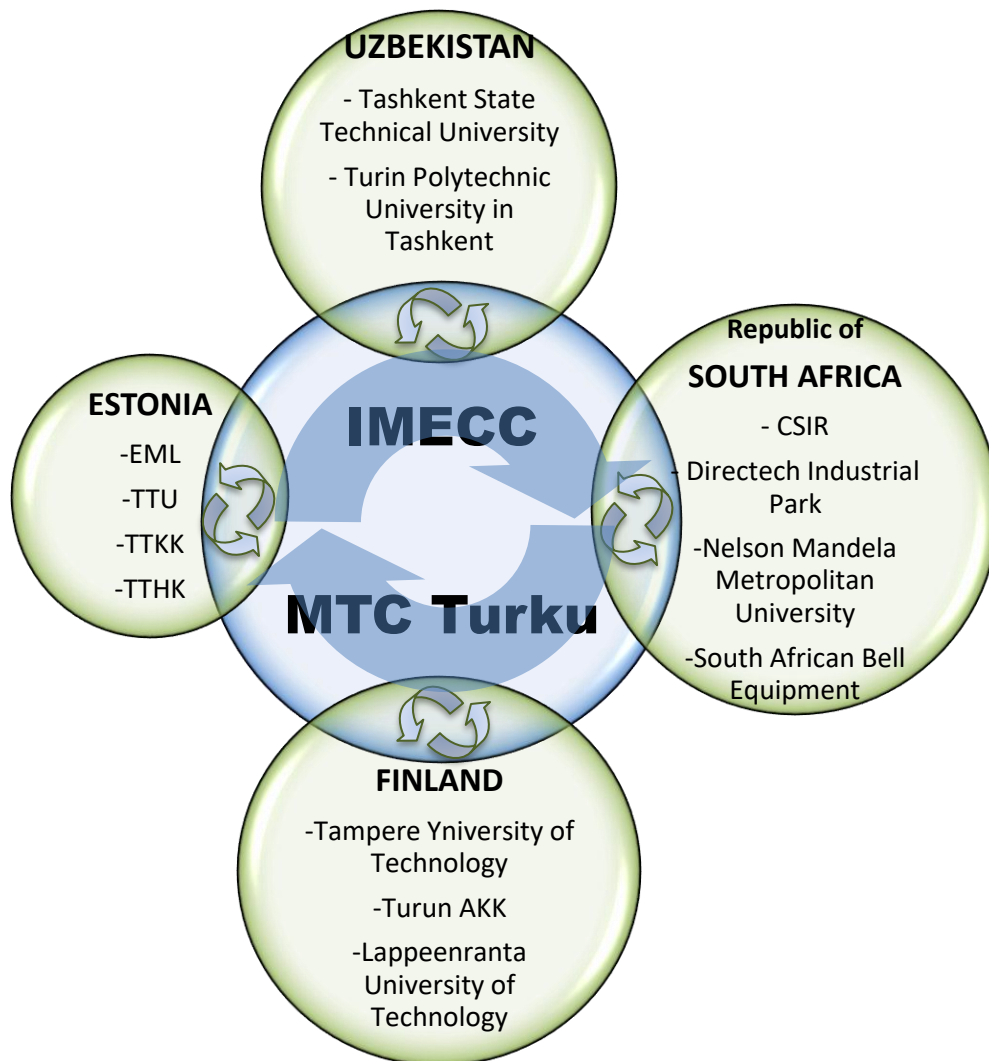 UZBEKISTAN
- Tashkent State
Technical University
- Turin Polytechnic
University in
Tashkent
ESTONIA
-EML
-TTU
-TTKK
-TTHK
IMECC
MTC Turku
Republic of
SOUTH AFRICA
- CSIR
- Directech Industrial
Park
-Nelson Mandela
Metropolitan
University
-South African Bell
Equipment
FINLAND
-Tampere Yniversity of
Technology
-Turun AKK
-Lappeenranta
University of
Technology